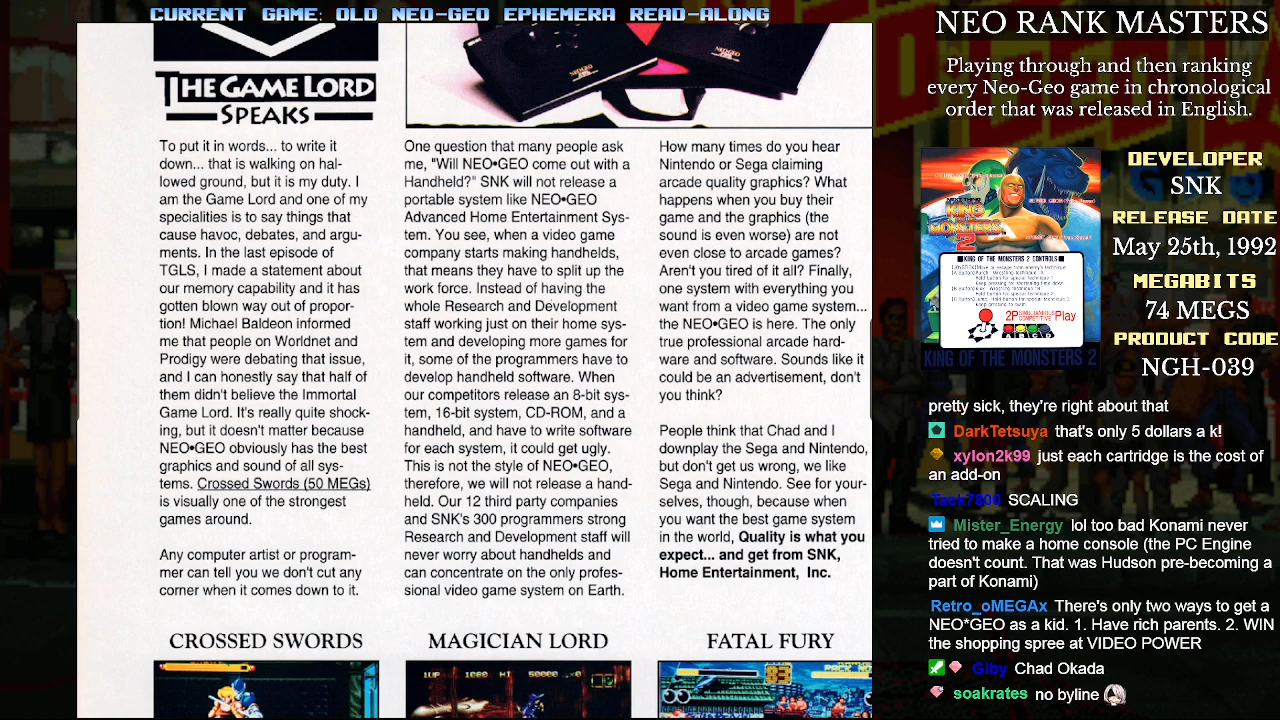 CURRENT GAME: OLD NEO-GEO EPHEMERA READ-ALONG
THE GAME LORD
SPEAKS
To put it in words... to write it
down... that is walking on hal-
lowed ground, but it is my duty. I
am the Game Lord and one of my
specialities is to say things that
cause havoc, debates, and argu-
ments. In the last episode of
TGLS, I made a statement about
our memory capability and it has
gotten blown way out of propor-
tion! Michael Baldeon informed
me that people on Worldnet and
Prodigy were debating that issue,
and I can honestly say that half of
them didn't believe the Immortal
Game Lord. It's really quite shock-
ing, but it doesn't matter because
NEO•GEO obviously has the best
graphics and sound of all sys-
tems. Crossed Swords (50 MEGs)
is visually one of the strongest
games around.
Any computer artist or program-
mer can tell you we don't cut any
corner when it comes down to it.
One question that many people ask
me, "Will NEO•GEO come out with a
Handheld?" SNK will not release a
portable system like NEO•GEO
Advanced Home Entertainment Sys-
tem. You see, when a video game
company starts making handhelds,
that means they have to split up the
work force. Instead of having the
whole Research and Development
staff working just on their home sys-
tem and developing more games for
it, some of the programmers have to
develop handheld software. When
our competitors release an 8-bit sys-
tem, 16-bit system, CD-ROM, and a
handheld, and have to write software
for each system, it could get ugly.
This is not the style of NEO•GEO,
therefore, we will not release a hand-
held. Our 12 third party companies
and SNK's 300 programmers strong
Research and Development staff will
never worry about handhelds and
can concentrate on the only profes-
sional video game system on Earth.
How many times do you hear
Nintendo or Sega claiming
arcade quality graphics? What
happens when you buy their
game and the graphics (the
sound is even worse) are not
even close to arcade games?
Aren't you tired of it all? Finally,
one system with everything you
want from a video game system...
the NEO•GEO is here. The only
true professional arcade hard-
ware and software. Sounds like it
could be an advertisement, don't
you think?
People think that Chad and I
downplay the Sega and Nintendo,
but don't get us wrong, we like
Sega and Nintendo. See for your-
selves, though, because when
you want the best game system
in the world, Quality is what you
expect... and get from SNK,
Home Entertainment, Inc.
CROSSED SWORDS
MAGICIAN LORD
FATAL FURY
NEO RANK MASTERS
Playing through and then ranking
every Neo-Geo game in chronological
order that was released in English.
KING OF THE MONSTERS 2
KING OF THE MONSTERS 2 CONTROLS
2P SIMULTANEOUS COMPETITIVE Play
KING OF THE MONSTERS 2
DEVELOPER
SNK
RELEASE DATE
May 25th, 1992
MEGABITS
74 MEGS
PRODUCT CODE
NGH-039
pretty sick, they're right about that
DarkTetsuya that's only 5 dollars a k!
xylon2k99 just each cartridge is the cost of
an add-on
Tack7800 SCALING
Mister_Energy lol too bad Konami never
tried to make a home console (the PC Engine
doesn't count. That was Hudson pre-becoming a
part of Konami)
Retro_oMEGAx There's only two ways to get a
NEO*GEO as a kid. 1. Have rich parents. 2. WIN
the shopping spree at VIDEO POWER
Giby Chad Okada
soakrates no byline